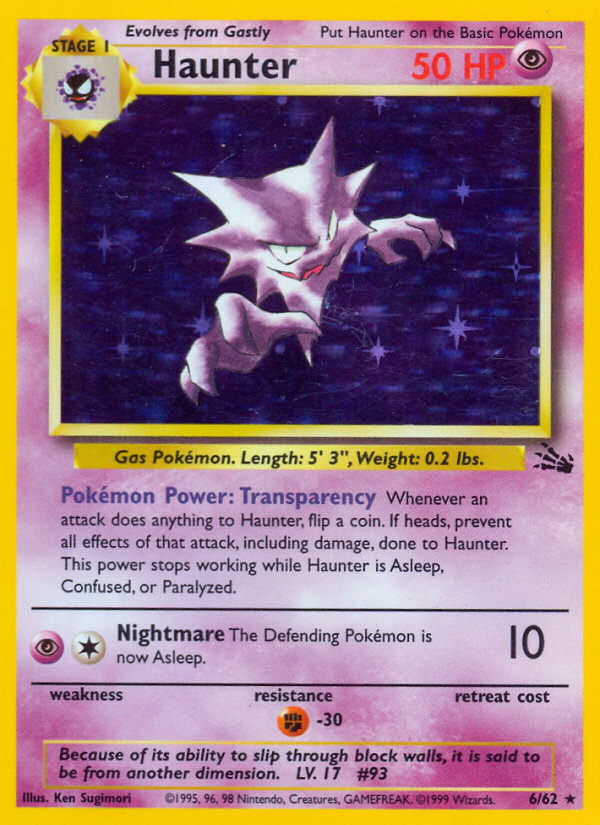 Evolves from Gastly
Put Haunter on the Basic Pokémon
STAGE 1
Haunter
50 HP
Gas Pokémon. Length: 5' 3", Weight: 0.2 lbs.
Pokémon Power: Transparency Whenever an
attack does anything to Haunter, flip a coin. If heads, prevent
all effects of that attack, including damage, done to Haunter.
This power stops working while Haunter is Asleep,
Confused, or Paralyzed.
Nightmare The Defending Pokémon is
now Asleep.
10
weakness
resistance
retreat cost
-30
Because of its ability to slip through block walls, it is said to
be from another dimension. LV. 17 #93
Illus. Ken Sugimori
©1995, 96, 98 Nintendo, Creatures, GAMEFREAK. ©1999 Wizards.
6/62 ★